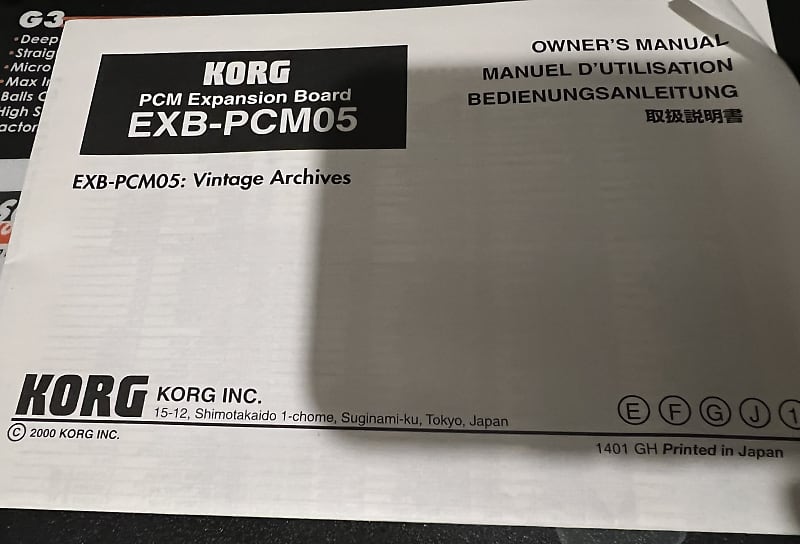 G3
•Deep
•Straig
•Micro
•Max
Balls
High S
actor
KORG
PCM Expansion Board
EXB-PCM05
OWNER'S MANUAL
MANUEL D'UTILISATION
BEDIENUNGSANLEITUNG
取扱説明書
EXB-PCM05: Vintage Archives
KORG KORG INC.
15-12, Shimotakaido 1-chome, Suginami-ku, Tokyo, Japan
E F G J 1
© 2000 KORG INC.
1401 GH Printed in Japan